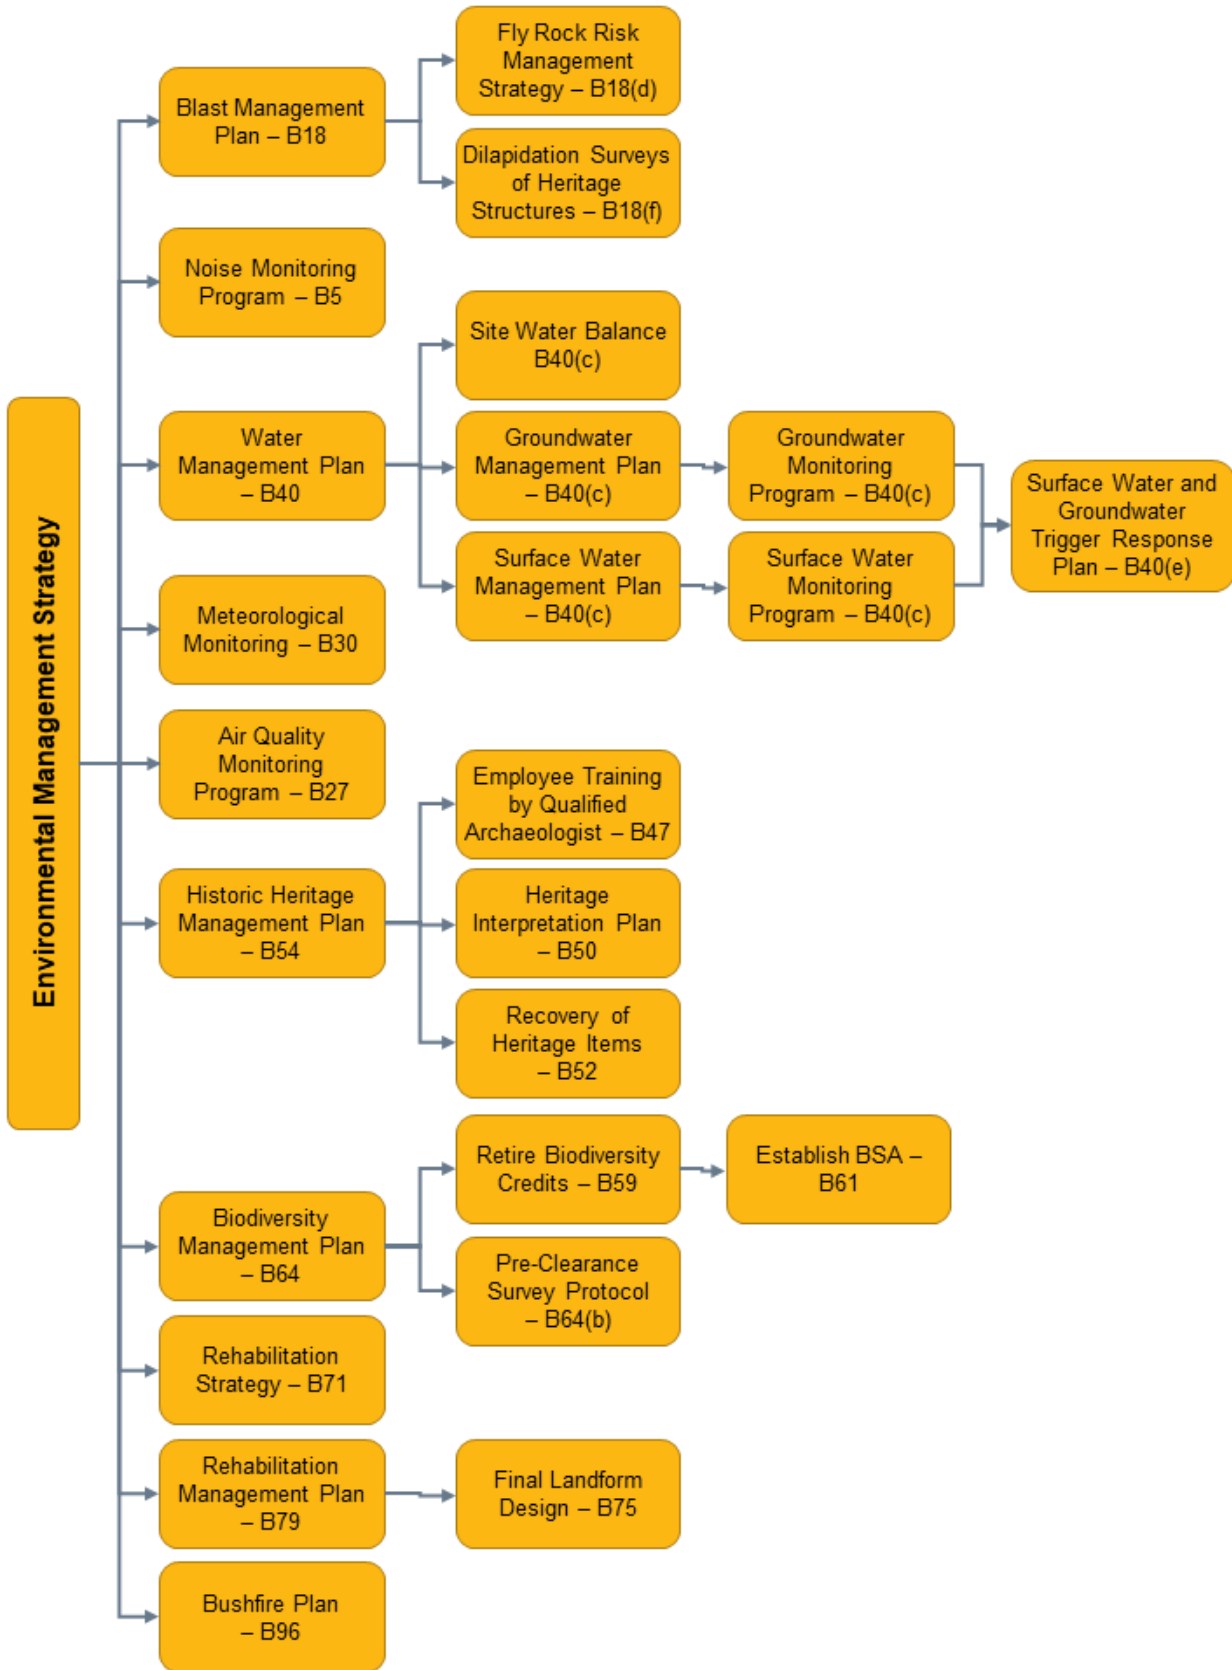 Environmental Management Strategy
Blast Management
Plan – B18
Fly Rock Risk
Management
Strategy – B18(d)
Dilapidation Surveys
of Heritage
Structures – B18(f)
Noise Monitoring
Program – B5
Water
Management Plan
– B40
Site Water Balance
B40(c)
Groundwater
Management Plan
– B40(c)
Groundwater
Monitoring
Program – B40(c)
Surface Water
Management Plan
– B40(c)
Surface Water
Monitoring
Program – B40(c)
Surface Water and
Groundwater
Trigger Response
Plan – B40(e)
Meteorological
Monitoring – B30
Air Quality
Monitoring
Program – B27
Historic Heritage
Management Plan
– B54
Employee Training
by Qualified
Archaeologist – B47
Heritage
Interpretation Plan
– B50
Recovery of
Heritage Items
– B52
Biodiversity
Management Plan
– B64
Retire Biodiversity
Credits – B59
Establish BSA –
B61
Pre-Clearance
Survey Protocol
– B64(b)
Rehabilitation
Strategy – B71
Rehabilitation
Management Plan
– B79
Final Landform
Design – B75
Bushfire Plan
– B96